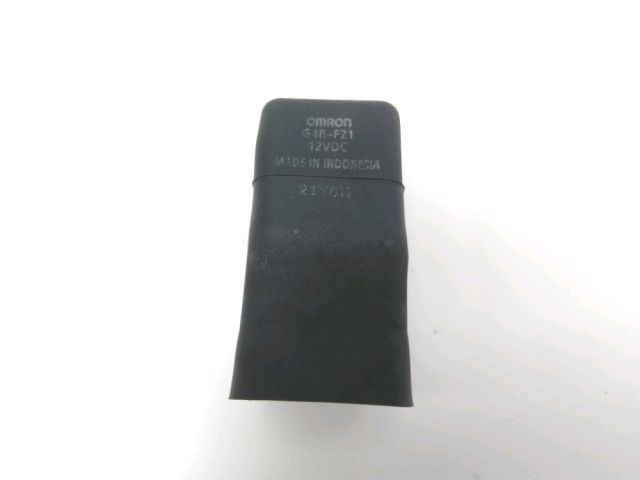 OMRON
G4R-F21
12VDC
MADE IN INDONESIA